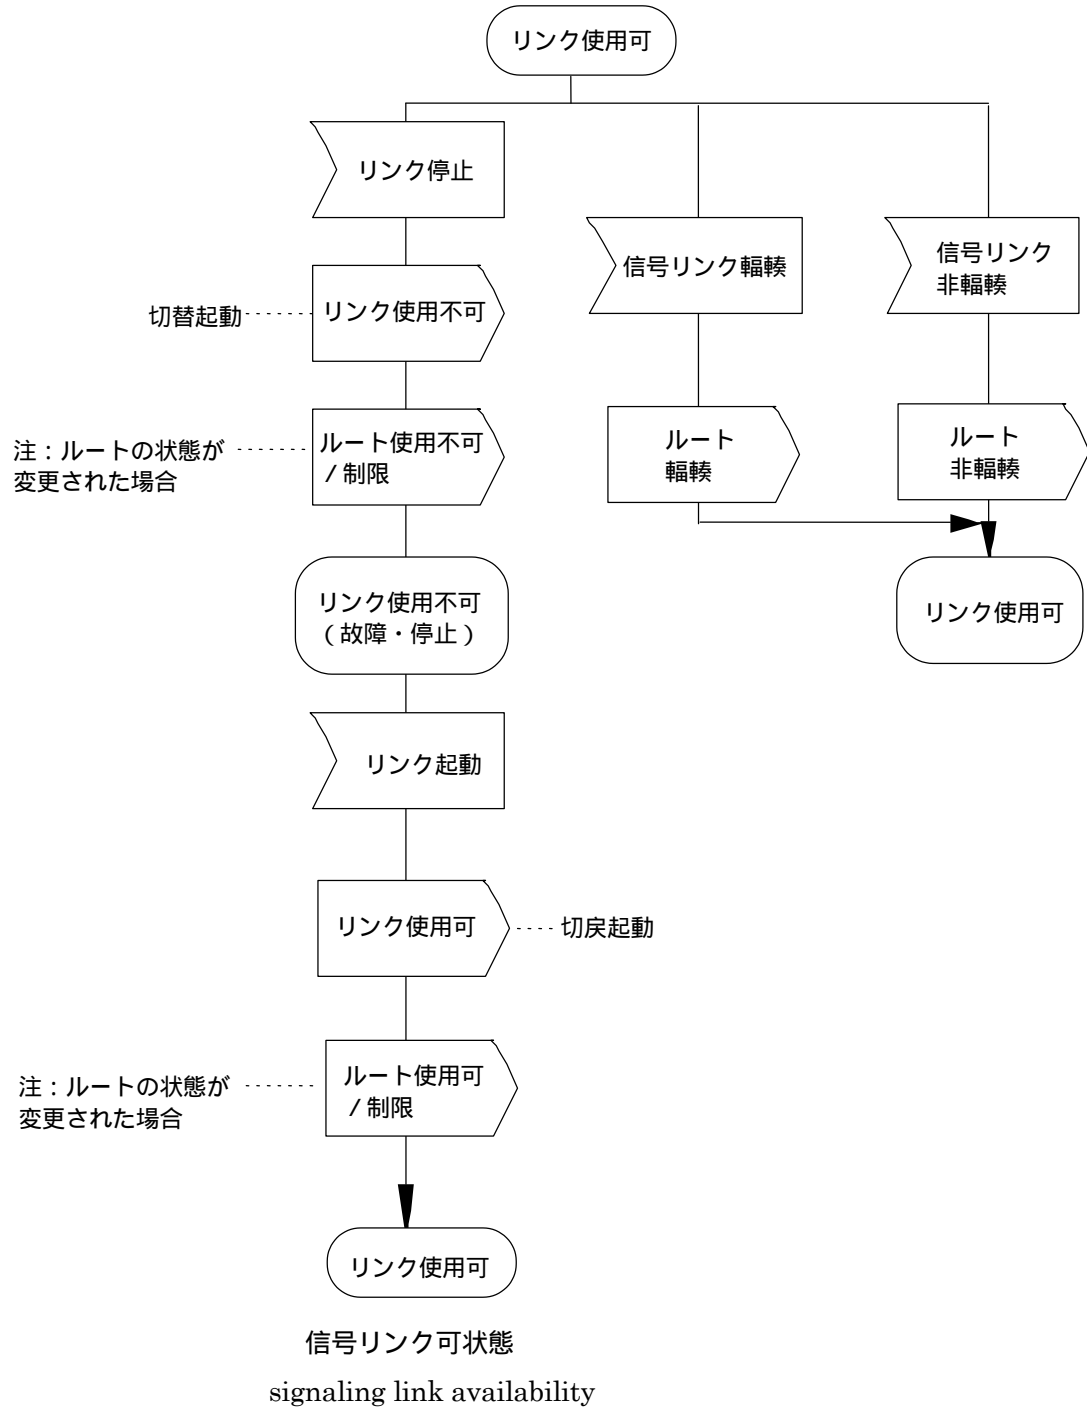 リンク使用可
リンク停止
信号リンク輻輳
信号リンク
非輻輳
切替起動
リンク使用不可
注：ルートの状態が
変更された場合
ルート使用不可
/ 制限
ルート
輻輳
ルート
非輻輳
リンク使用不可
（故障・停止）
リンク使用可
リンク起動
リンク使用可
切戻起動
注：ルートの状態が
変更された場合
ルート使用可
/ 制限
リンク使用可
信号リンク可状態
signaling link availability